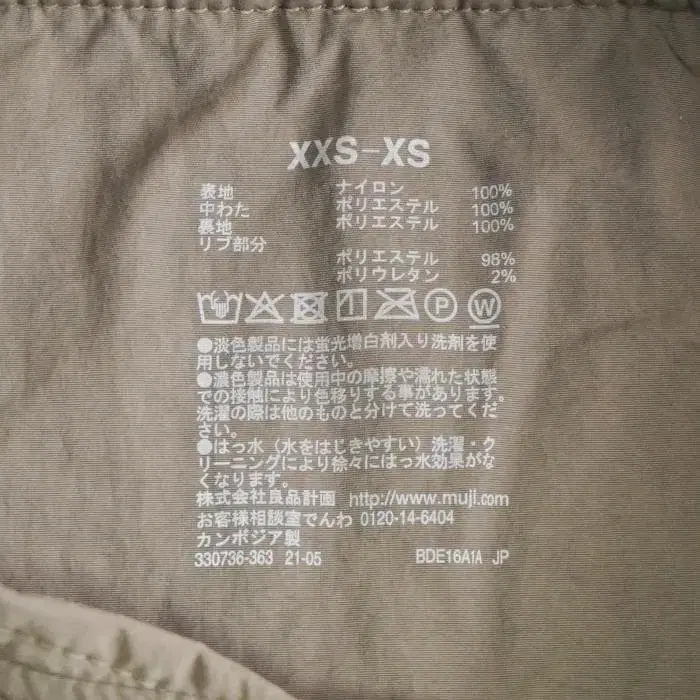 XXS-XS
表地 ナイロン 100%
中わた ポリエステル 100%
裏地 ポリエステル 100%
リブ部分
ポリエステル 98%
ポリウレタン 2%
P W
●淡色製品には蛍光増白剤入り洗剤を使
用しないでください。
●濃色製品は使用中の摩擦や濡れた状態
での接触により色移りする事があります。
洗濯の際は他のものと分けて洗ってくだ
さい。
●はっ水（水をはじきやすい）洗濯・ク
リーニングにより徐々にはっ水効果がな
くなります。
株式会社良品計画 http://www.muji.com
お客様相談室でんわ 0120-14-6404
カンボジア製
330736-363 21-05 BDE16A1A JP